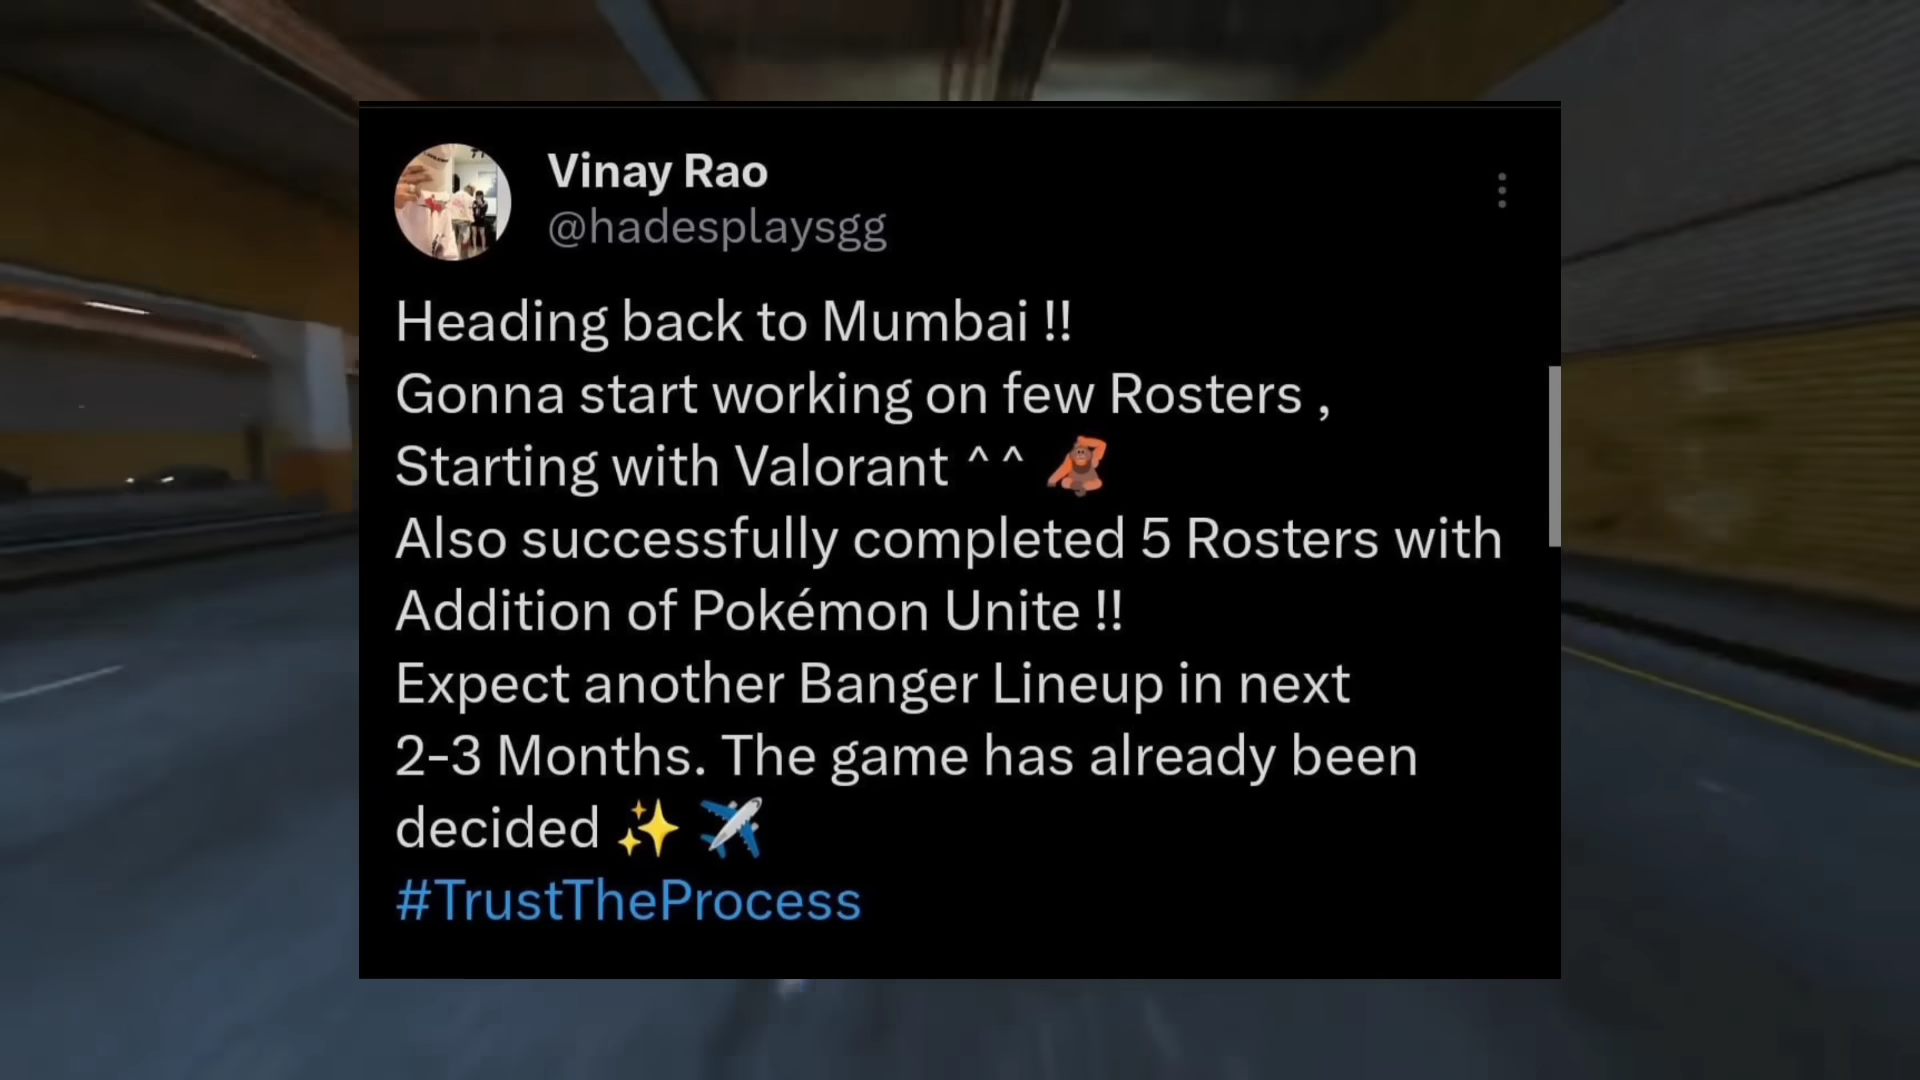 Vinay Rao
@hadesplaysgg
Heading back to Mumbai !!
Gonna start working on few Rosters ,
Starting with Valorant ^ ^ 🦧
Also successfully completed 5 Rosters with
Addition of Pokémon Unite !!
Expect another Banger Lineup in next
2-3 Months. The game has already been
decided ✨ ✈️
#TrustTheProcess